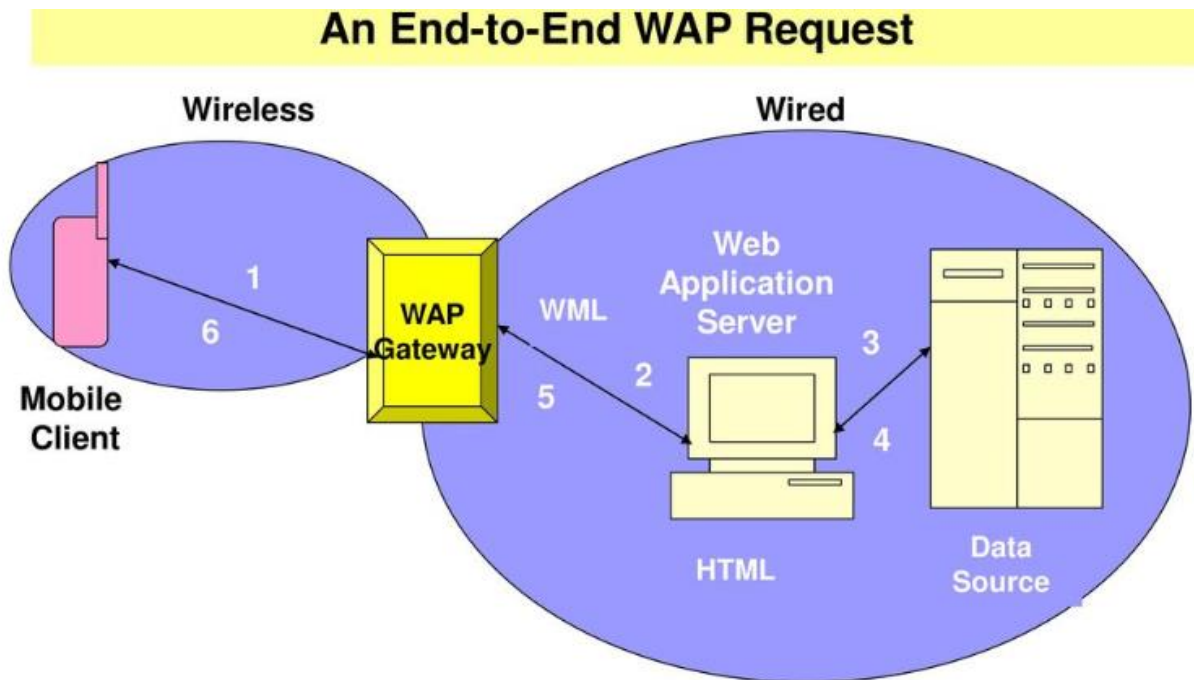 An End-to-End WAP Request
Wireless
Wired
1
6
Mobile
Client
WAP
Gateway
WML
2
5
Web
Application
Server
HTML
3
4
Data
Source